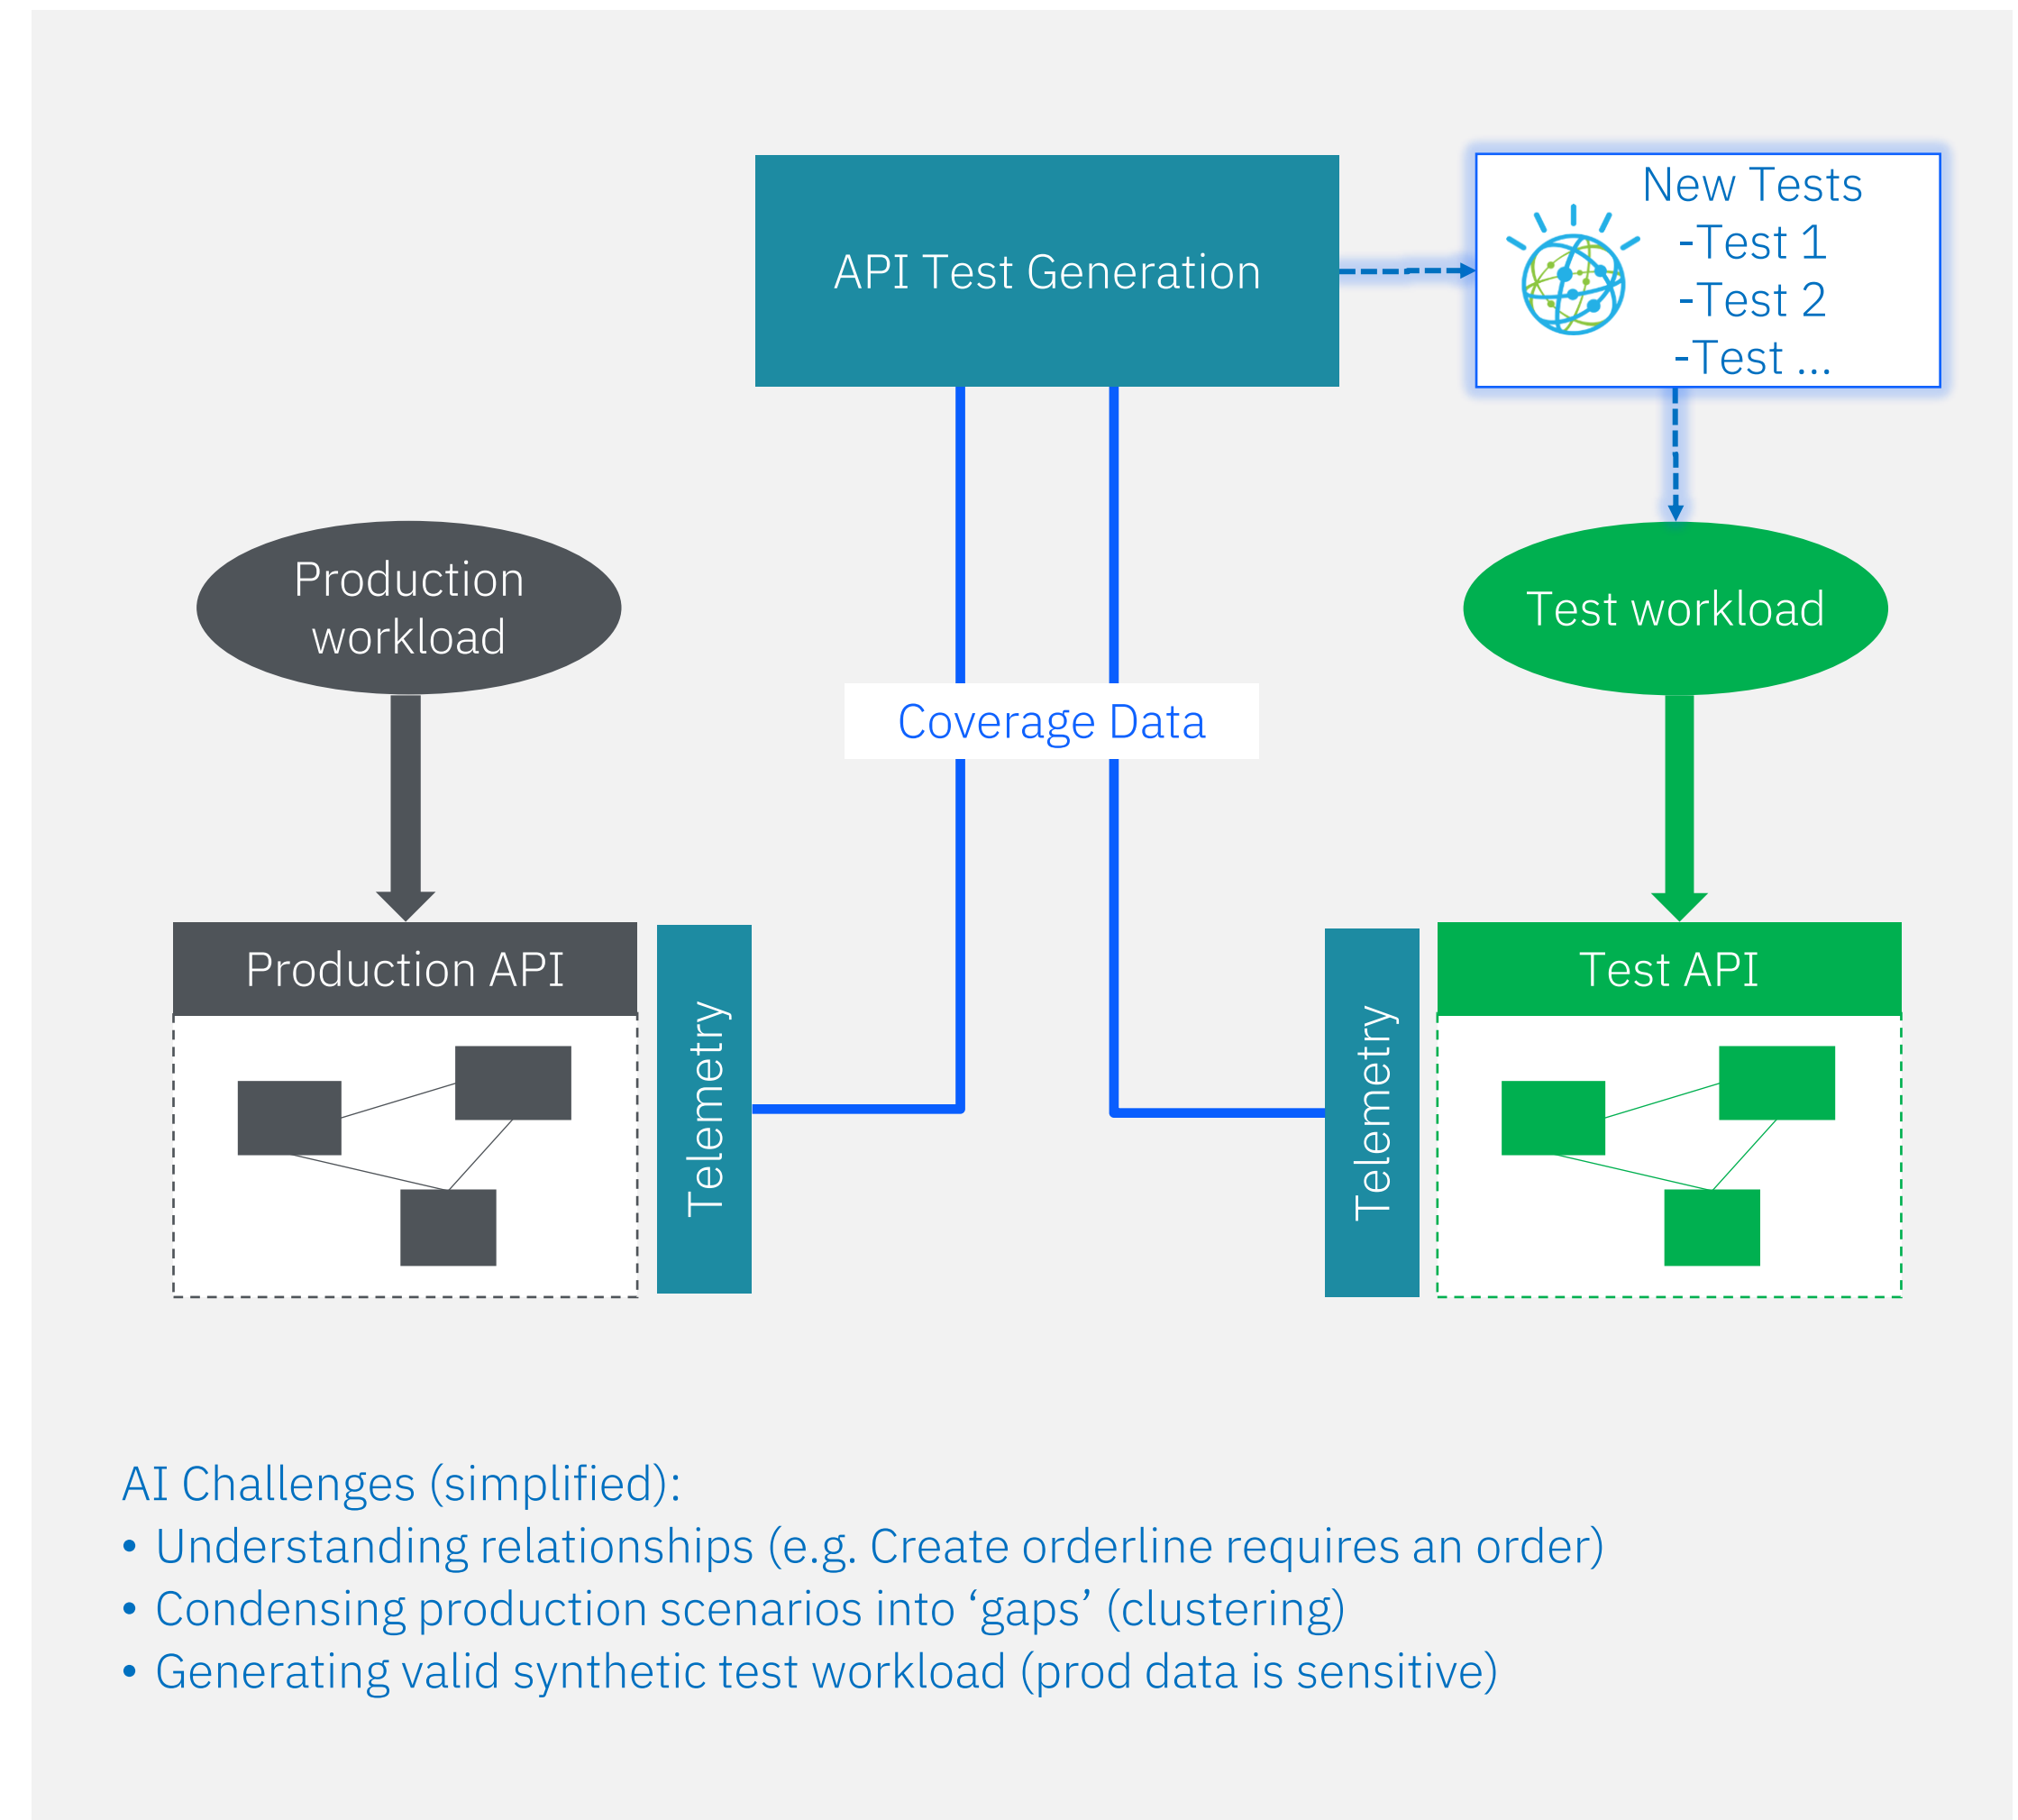 API Test Generation
New Tests
-Test 1
-Test 2
-Test ...
Production
workload
Test workload
Coverage Data
Production API
Telemetry
Telemetry
Test API
AI Challenges (simplified):
• Understanding relationships (e.g. Create orderline requires an order)
• Condensing production scenarios into ‘gaps’ (clustering)
• Generating valid synthetic test workload (prod data is sensitive)